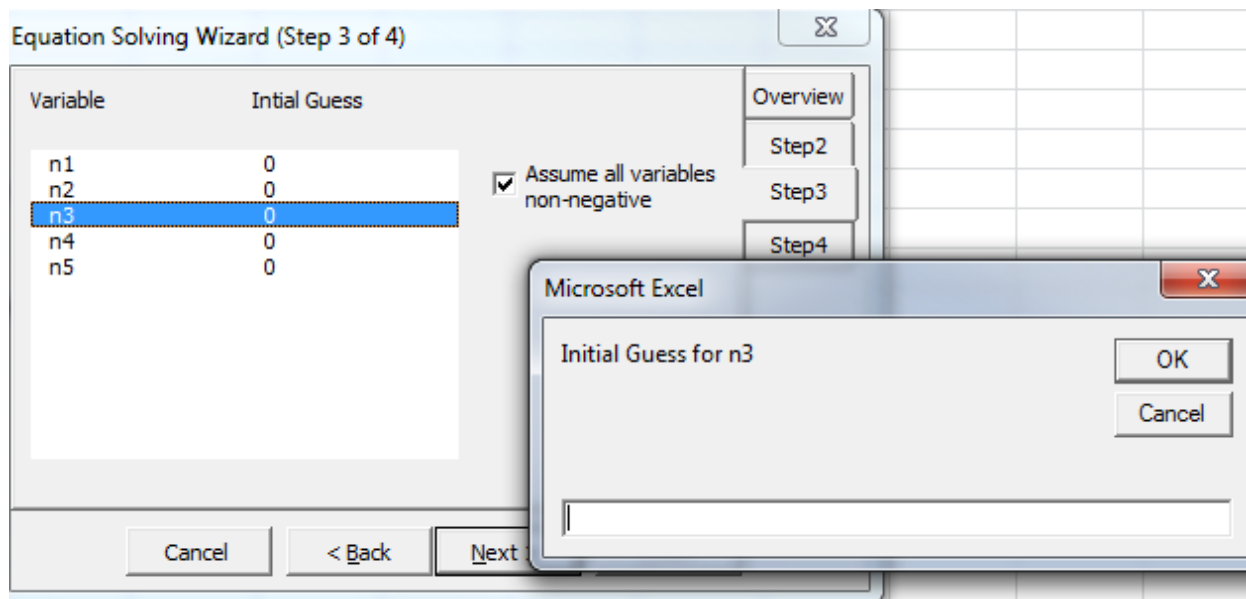 Equation Solving Wizard (Step 3 of 4)
Variable Intial Guess
n1 0
n2 0
n3 0
n4 0
n5 0
Assume all variables
non-negative
Overview
Step2
Step3
Step4
Cancel
< Back
Next
Microsoft Excel
Initial Guess for n3
OK
Cancel